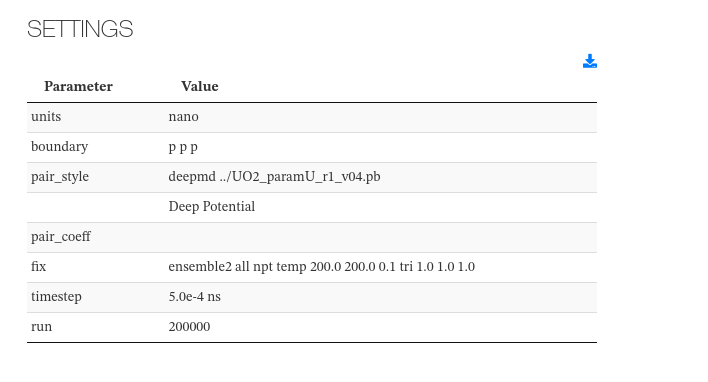 SETTINGS
Parameter Value
units nano
boundary p p p
pair_style deepmd ../UO2_paramU_r1_v04.pb
Deep Potential
pair_coeff
fix ensemble2 all npt temp 200.0 200.0 0.1 tri 1.0 1.0 1.0
timestep 5.0e-4 ns
run 200000